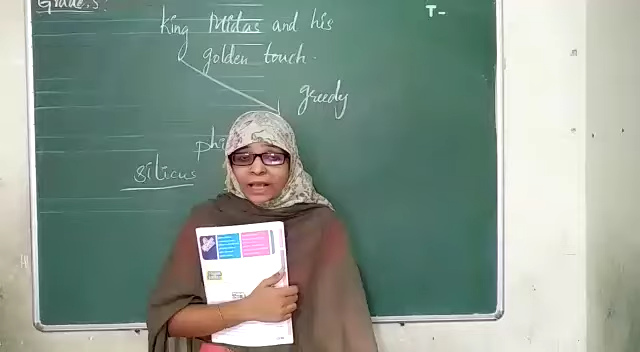 Grade.5
T-
King Midas and his
golden touch.
greedy
phi
silicus